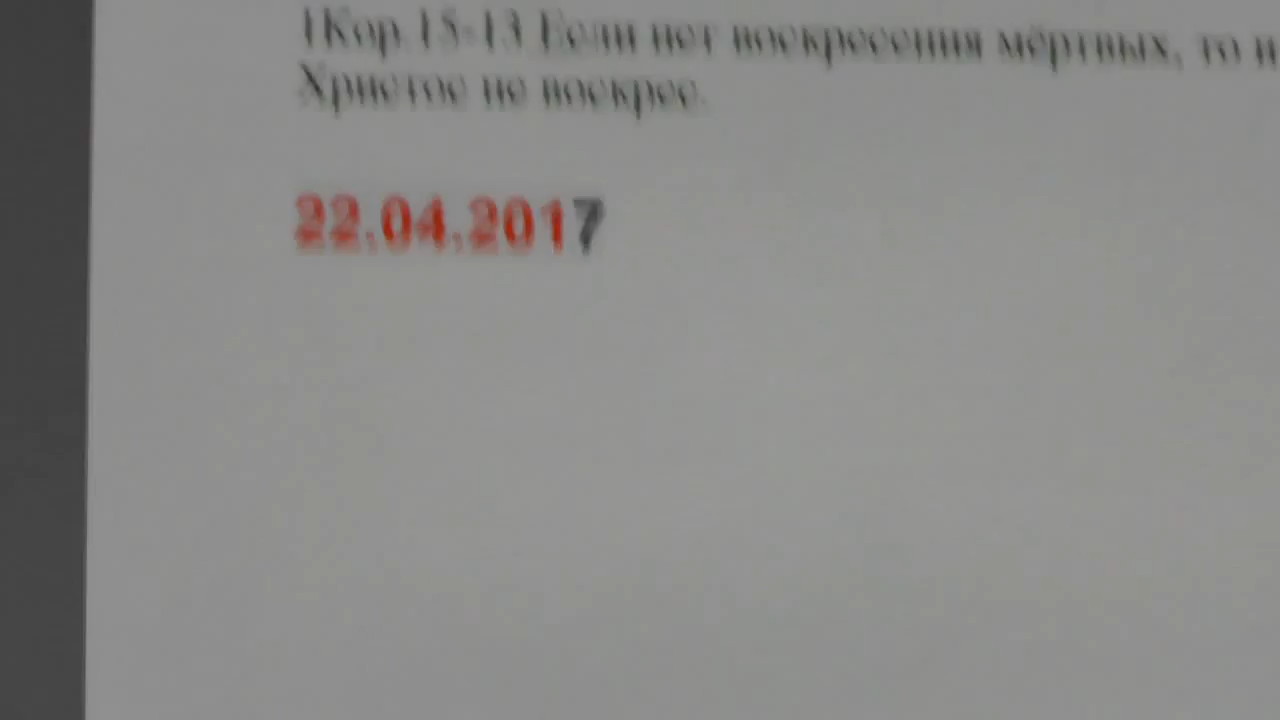 1Кор.15-13 Если нет воскресения мёртвых, то и
Христос не воскрес.
22.04.2017